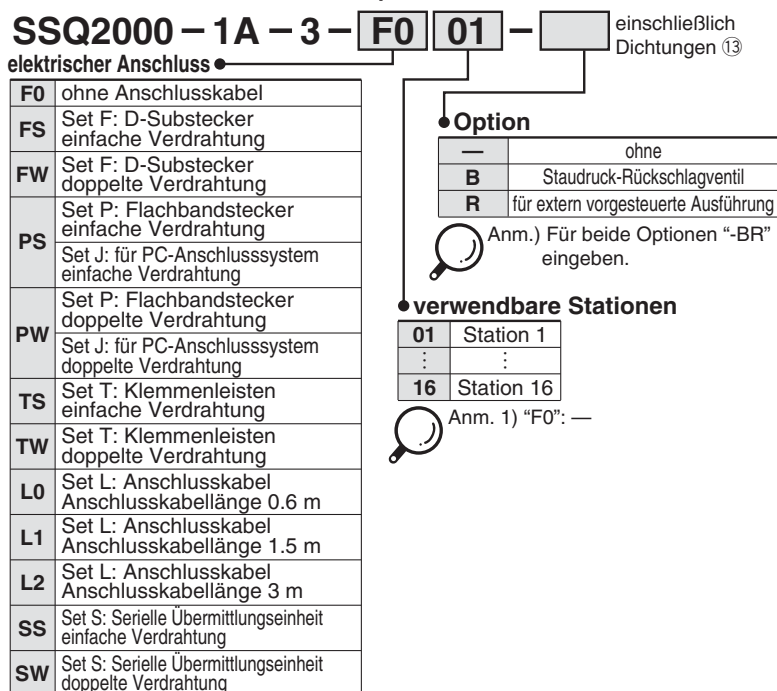 SSQ2000－1A－3－F0 01－
einschließlich
Dichtungen ⑬
elektrischer Anschluss
F0 ohne Anschlusskabel
FS Set F: D-Substecker
einfache Verdrahtung
FW Set F: D-Substecker
doppelte Verdrahtung
PS Set P: Flachbandstecker
einfache Verdrahtung
Set J: für PC-Anschlusssystem
einfache Verdrahtung
PW Set P: Flachbandstecker
doppelte Verdrahtung
Set J: für PC-Anschlusssystem
doppelte Verdrahtung
TS Set T: Klemmenleisten
einfache Verdrahtung
TW Set T: Klemmenleisten
doppelte Verdrahtung
L0 Set L: Anschlusskabel
Anschlusskabellänge 0.6 m
L1 Set L: Anschlusskabel
Anschlusskabellänge 1.5 m
L2 Set L: Anschlusskabel
Anschlusskabellänge 3 m
SS Set S: Serielle Übermittlungseinheit
einfache Verdrahtung
SW Set S: Serielle Übermittlungseinheit
doppelte Verdrahtung
Option
— ohne
B Staudruck-Rückschlagventil
R für extern vorgesteuerte Ausführung
Anm.) Für beide Optionen “-BR”
eingeben.
verwendbare Stationen
01 Station 1
⋮ ⋮
16 Station 16
Anm. 1) “F0”: —